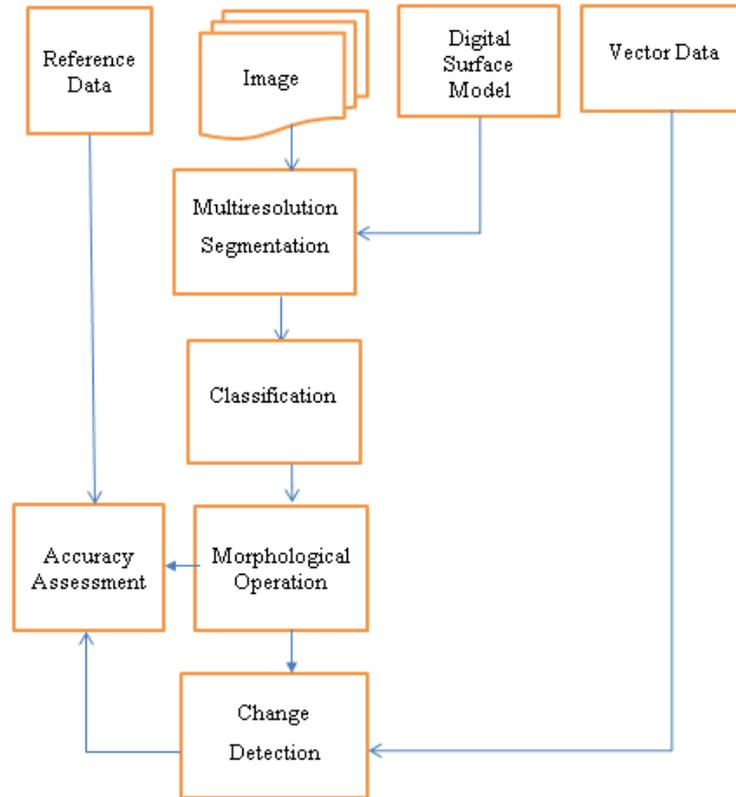 Reference
Data
Image
Digital
Surface
Model
Vector Data
Multiresolution
Segmentation
Classification
Accuracy
Assessment
Morphological
Operation
Change
Detection